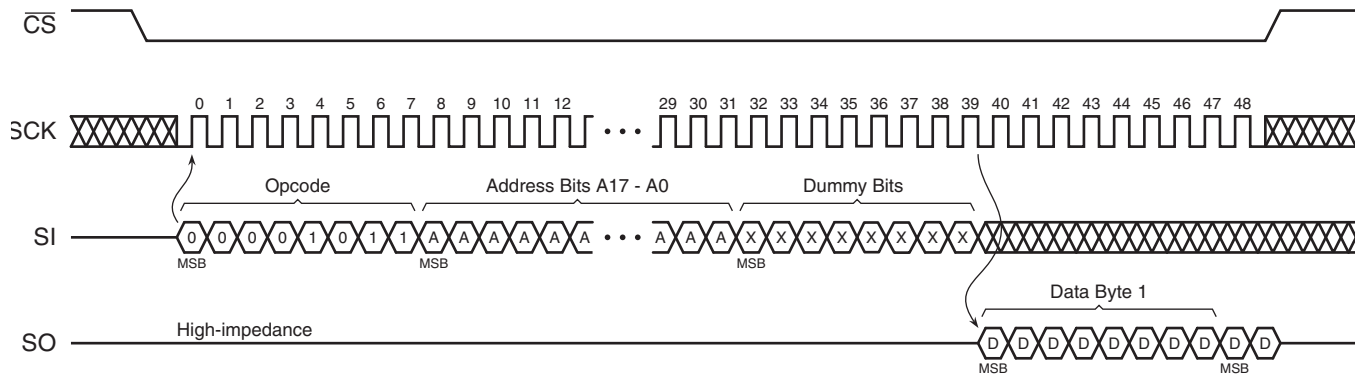 CS
0 1 2 3 4 5 6 7 8 9 10 11 12 29 30 31 32 33 34 35 36 37 38 39 40 41 42 43 44 45 46 47 48
SCK •••
Opcode Address Bits A17 - A0 Dummy Bits
SI 0 0 0 0 1 0 1 1 A A A A A A ••• A A A X X X X X X X X
MSB MSB MSB
Data Byte 1
High-impedance
SO D D D D D D D D D D
MSB MSB